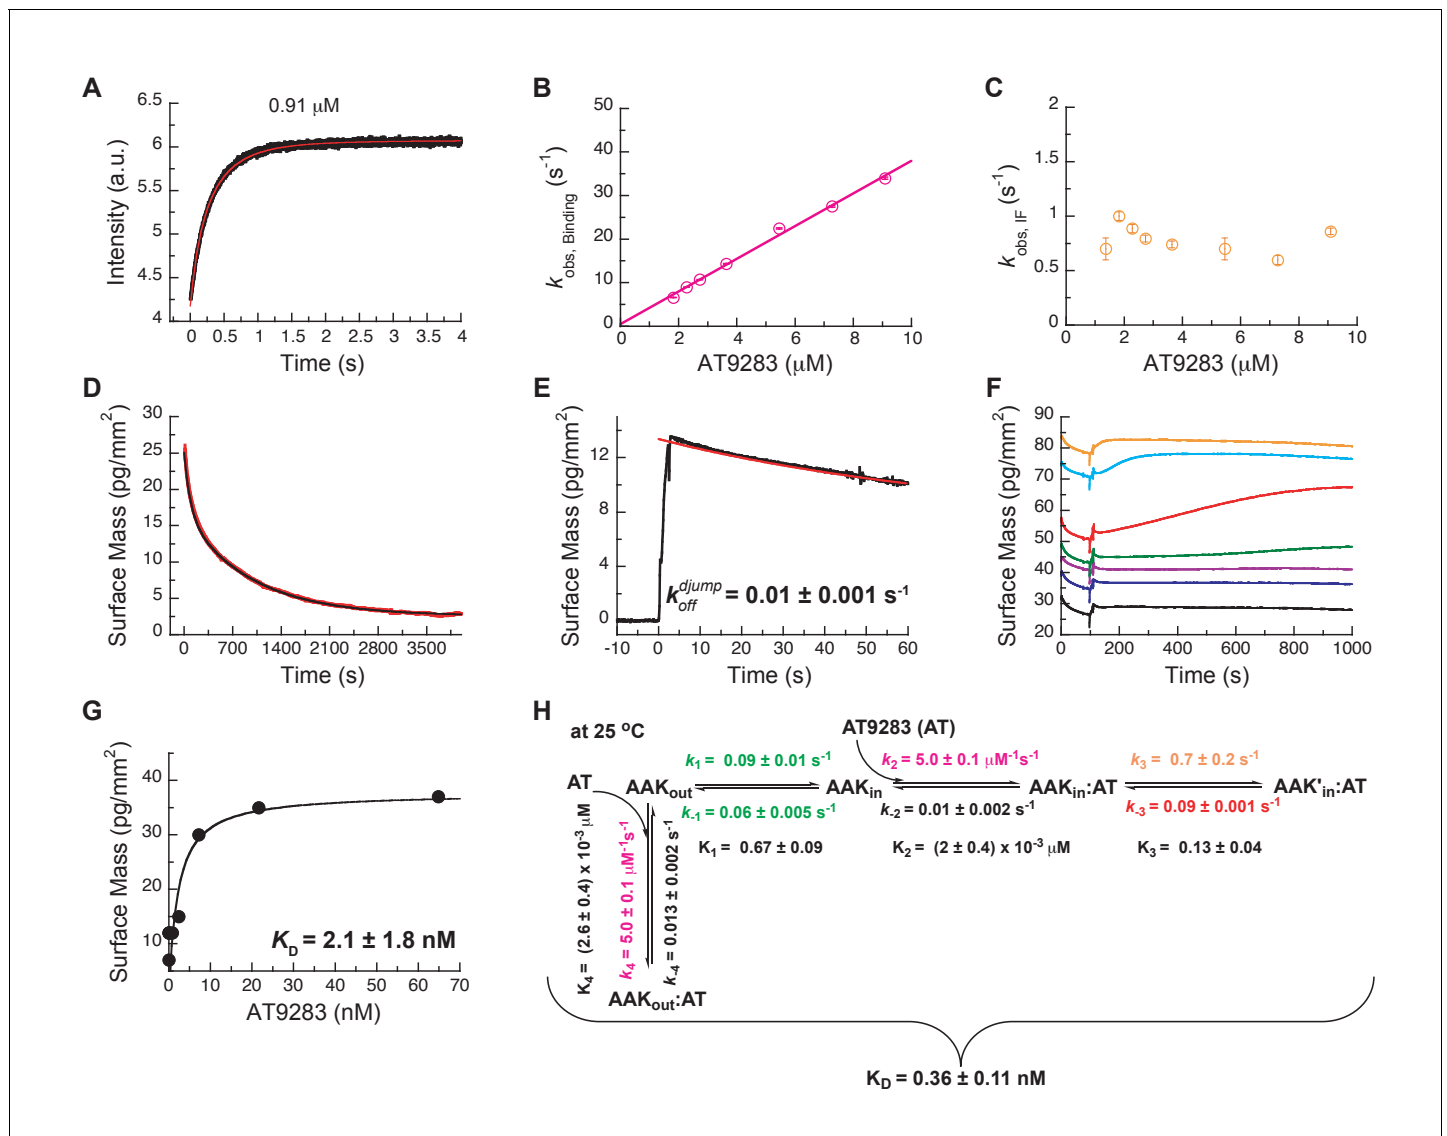 A
0.91 μM
6.5
6
5.5
5
4.5
4
Intensity (a.u.)
0 0.5 1 1.5 2 2.5 3 3.5 4
Time (s)
B
50
40
30
20
10
0
k obs, Binding (s-1)
0 2 4 6 8 10
AT9283 (μM)
C
2
1.5
1
0.5
0
k obs, IF (s-1)
0 2 4 6 8 10
AT9283 (μM)
D
30
25
20
15
10
5
0
Surface Mass (pg/mm2)
0 700 1400 2100 2800 3500
Time (s)
E
12
8
4
0
Surface Mass (pg/mm2)
k off djump = 0.01 ± 0.001 s-1
-10 0 10 20 30 40 50 60
Time (s)
F
90
80
70
60
50
40
30
20
Surface Mass (pg/mm2)
0 200 400 600 800 1000
Time (s)
G
40
30
20
10
Surface Mass (pg/mm2)
KD = 2.1 ± 1.8 nM
0 10 20 30 40 50 60 70
AT9283 (nM)
H
at 25 oC
AT9283 (AT)
k1 = 0.09 ± 0.01 s-1
k2 = 5.0 ± 0.1 μM-1s-1
k3 = 0.7 ± 0.2 s-1
AT
AAKout
AAKin
AAKin:AT
AAK'in:AT
k-1 = 0.06 ± 0.005 s-1
k-2 = 0.01 ± 0.002 s-1
k-3 = 0.09 ± 0.001 s-1
K1 = 0.67 ± 0.09
K2 = (2 ± 0.4) x 10-3 μM
K3 = 0.13 ± 0.04
K4 = (2.6 ± 0.4) x 10-3 μM
k4 = 5.0 ± 0.1 μM-1s-1
k-4 = 0.013 ± 0.002 s-1
AAKout:AT
KD = 0.36 ± 0.11 nM